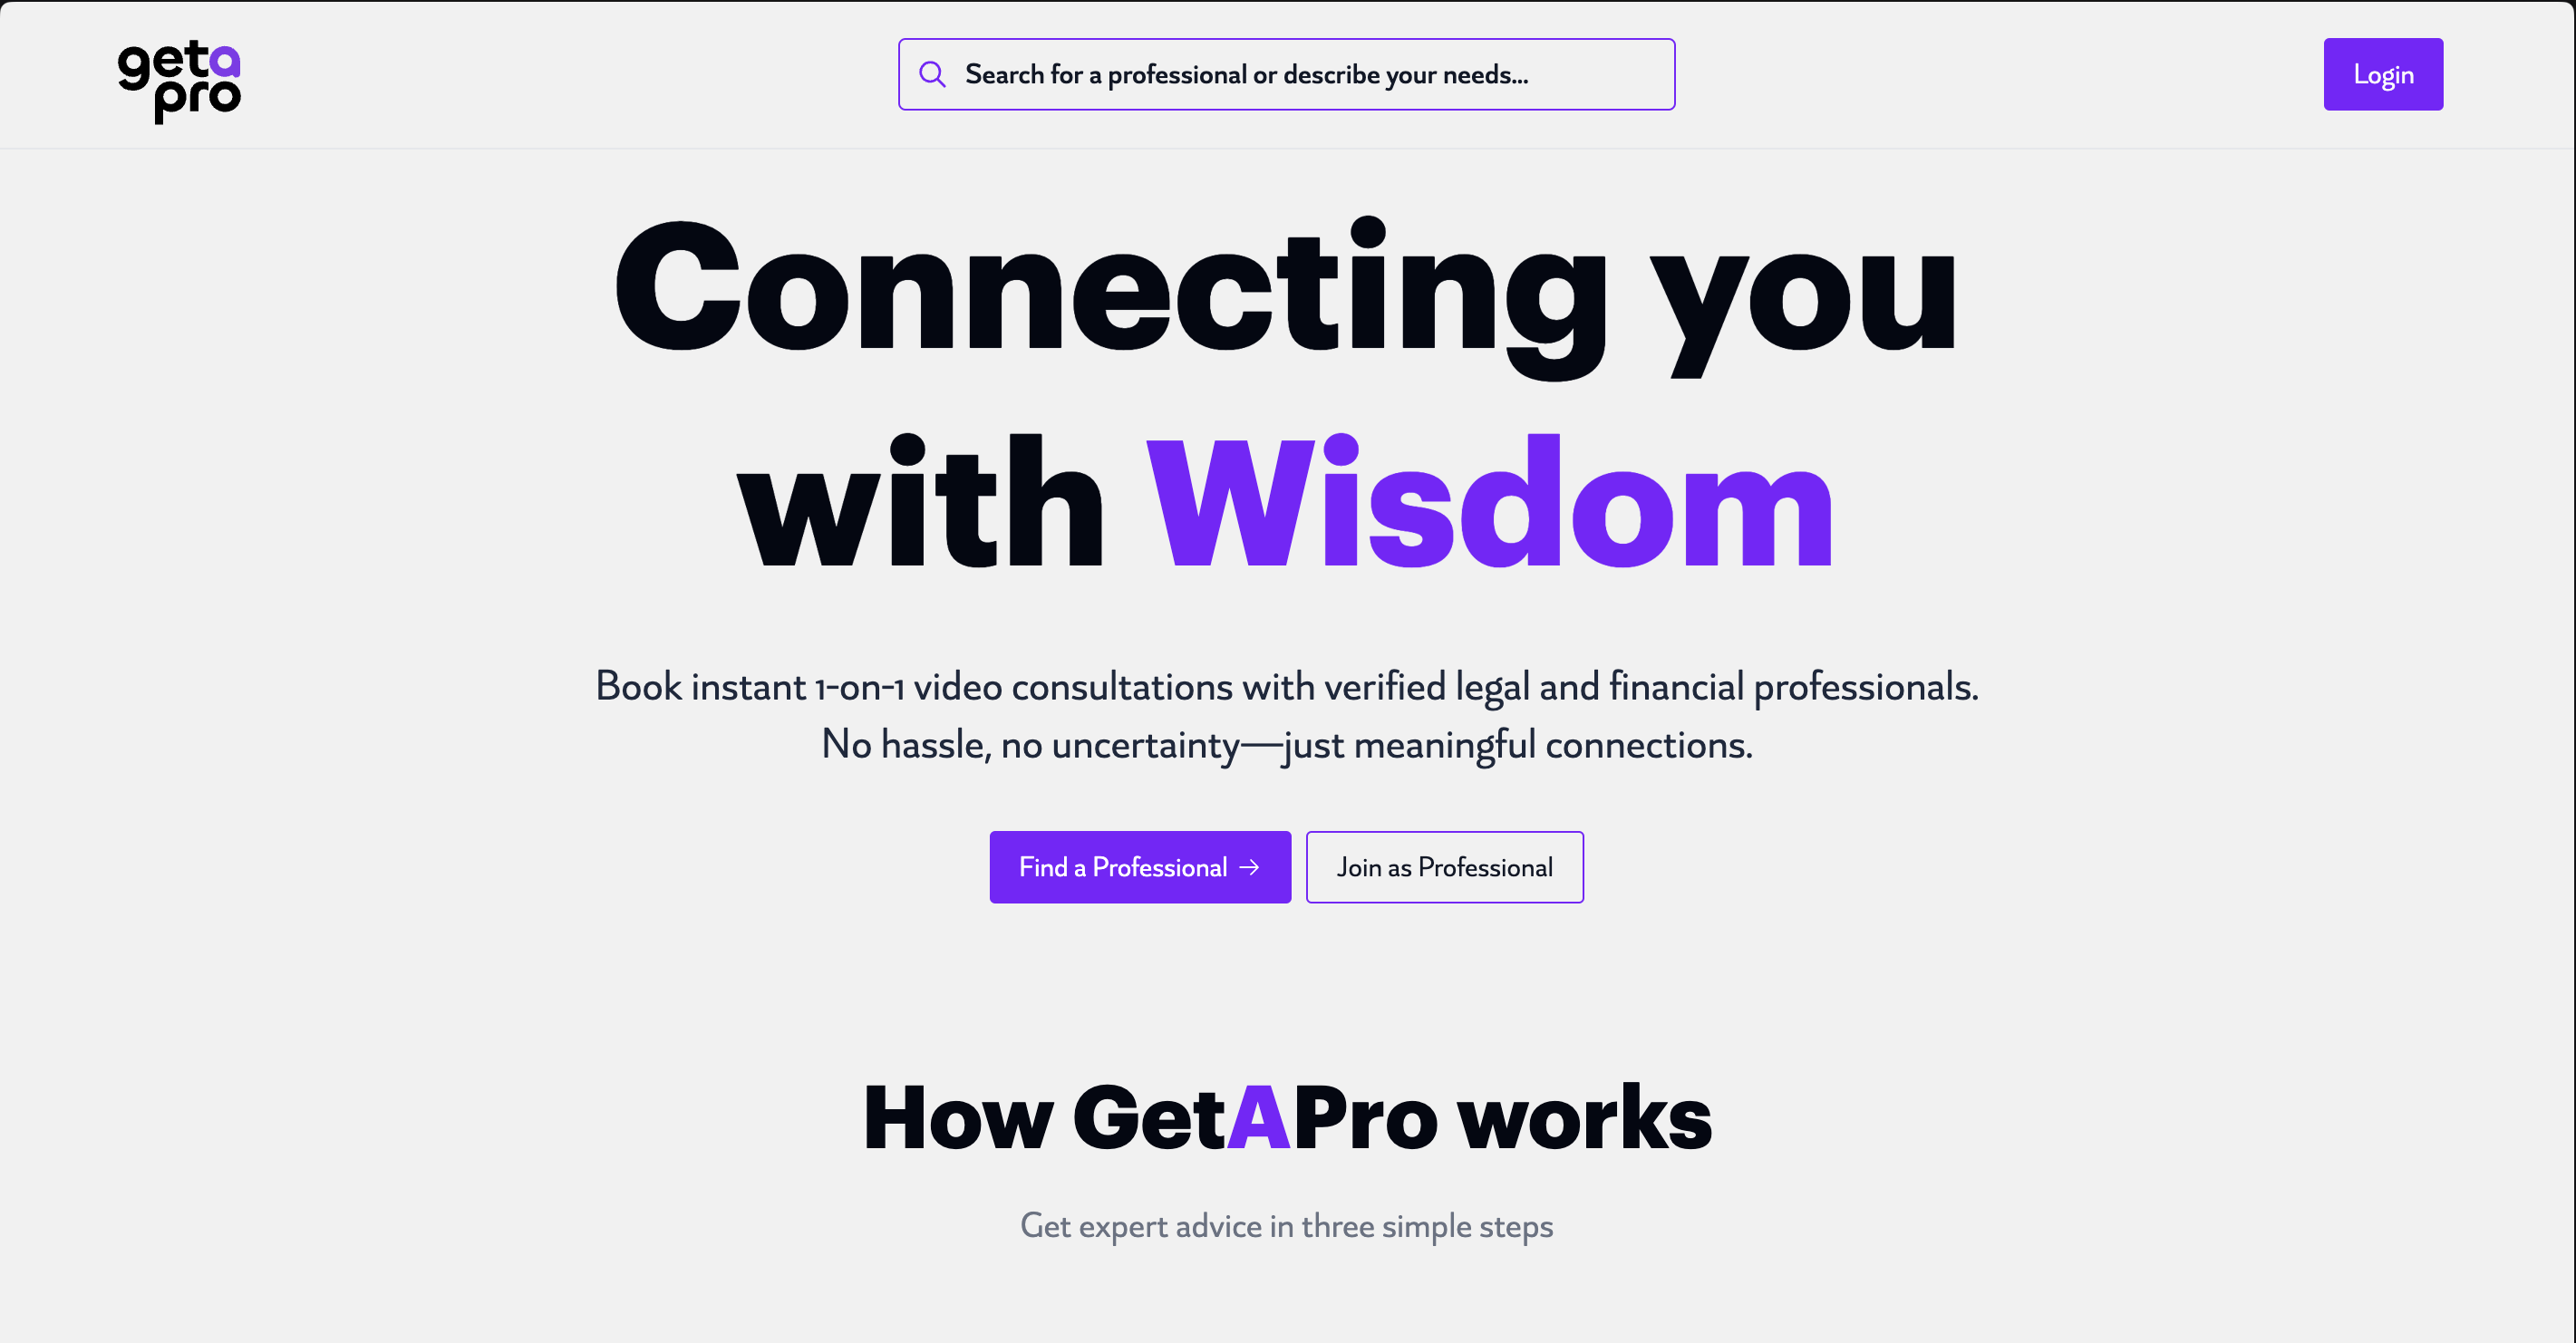 geta
pro
Search for a professional or describe your needs...
Login
Connecting you
with Wisdom
Book instant 1-on-1 video consultations with verified legal and financial professionals.
No hassle, no uncertainty—just meaningful connections.
Find a Professional →
Join as Professional
How GetAPro works
Get expert advice in three simple steps